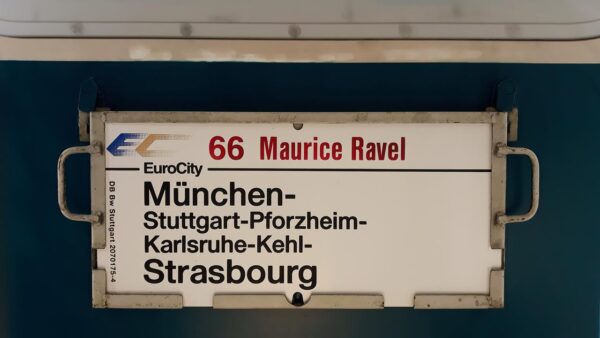 EC
66 Maurice Ravel
EuroCity
München-
Stuttgart-Pforzheim-
Karlsruhe-Kehl-
Strasbourg
DB Bw Stuttgart 2070175-4